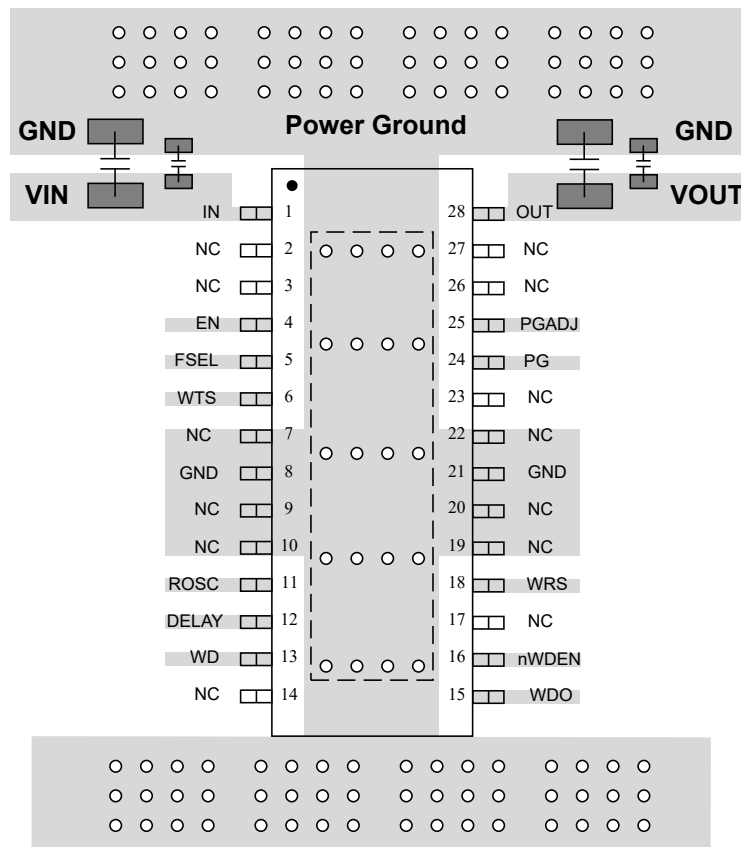 GND Power Ground GND
VIN VOUT
IN 1 28 OUT
NC 2 27 NC
NC 3 26 NC
EN 4 25 PGADJ
FSEL 5 24 PG
WTS 6 23 NC
NC 7 22 NC
GND 8 21 GND
NC 9 20 NC
NC 10 19 NC
ROSC 11 18 WRS
DELAY 12 17 NC
WD 13 16 nWDEN
NC 14 15 WDO